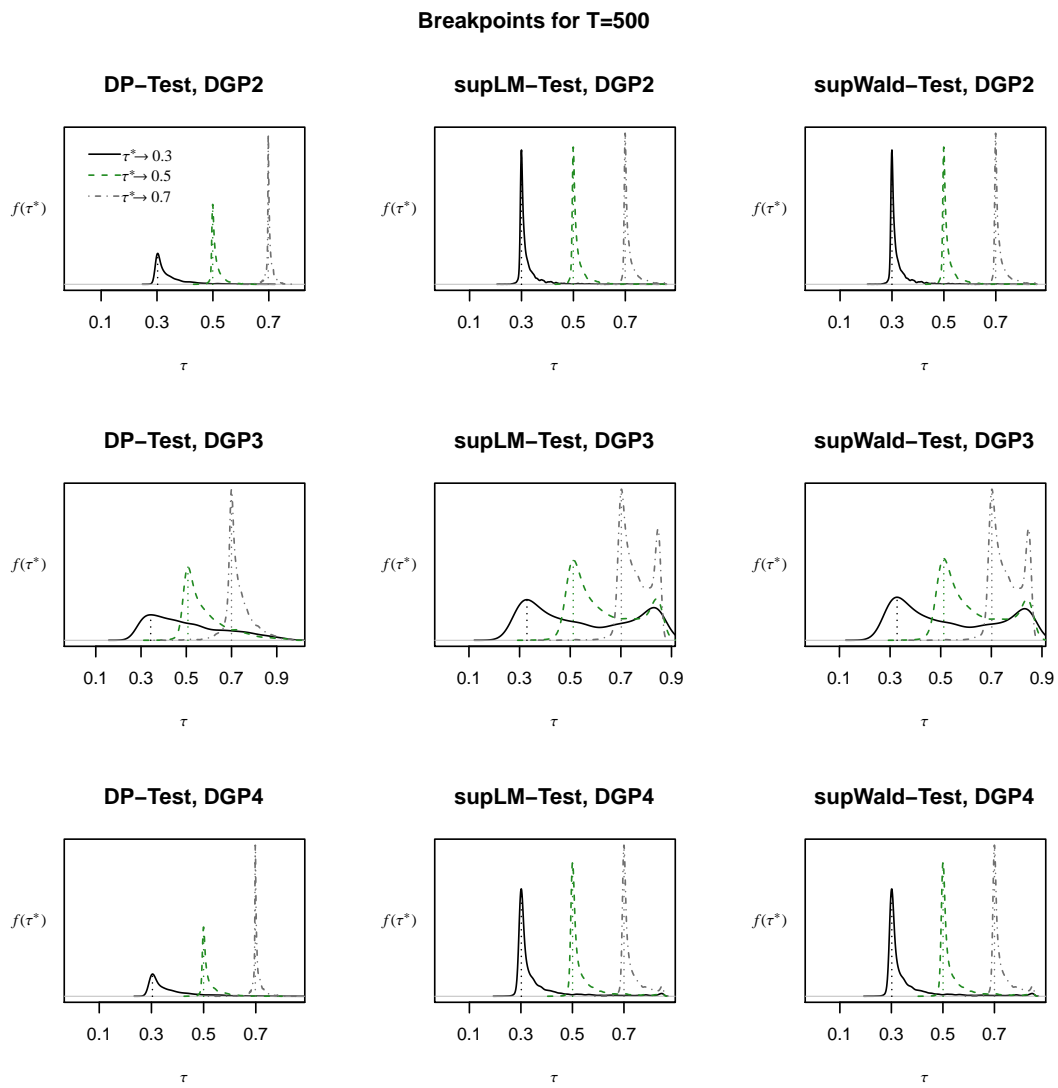 Breakpoints for T=500
DP−Test, DGP2
supLM−Test, DGP2
supWald−Test, DGP2
τ*→ 0.3
τ*→ 0.5
τ*→ 0.7
f(τ*)
f(τ*)
f(τ*)
0.1 0.3 0.5 0.7
0.1 0.3 0.5 0.7
0.1 0.3 0.5 0.7
τ
τ
τ
DP−Test, DGP3
supLM−Test, DGP3
supWald−Test, DGP3
f(τ*)
f(τ*)
f(τ*)
0.1 0.3 0.5 0.7 0.9
0.1 0.3 0.5 0.7 0.9
0.1 0.3 0.5 0.7 0.9
τ
τ
τ
DP−Test, DGP4
supLM−Test, DGP4
supWald−Test, DGP4
f(τ*)
f(τ*)
f(τ*)
0.1 0.3 0.5 0.7
0.1 0.3 0.5 0.7
0.1 0.3 0.5 0.7
τ
τ
τ